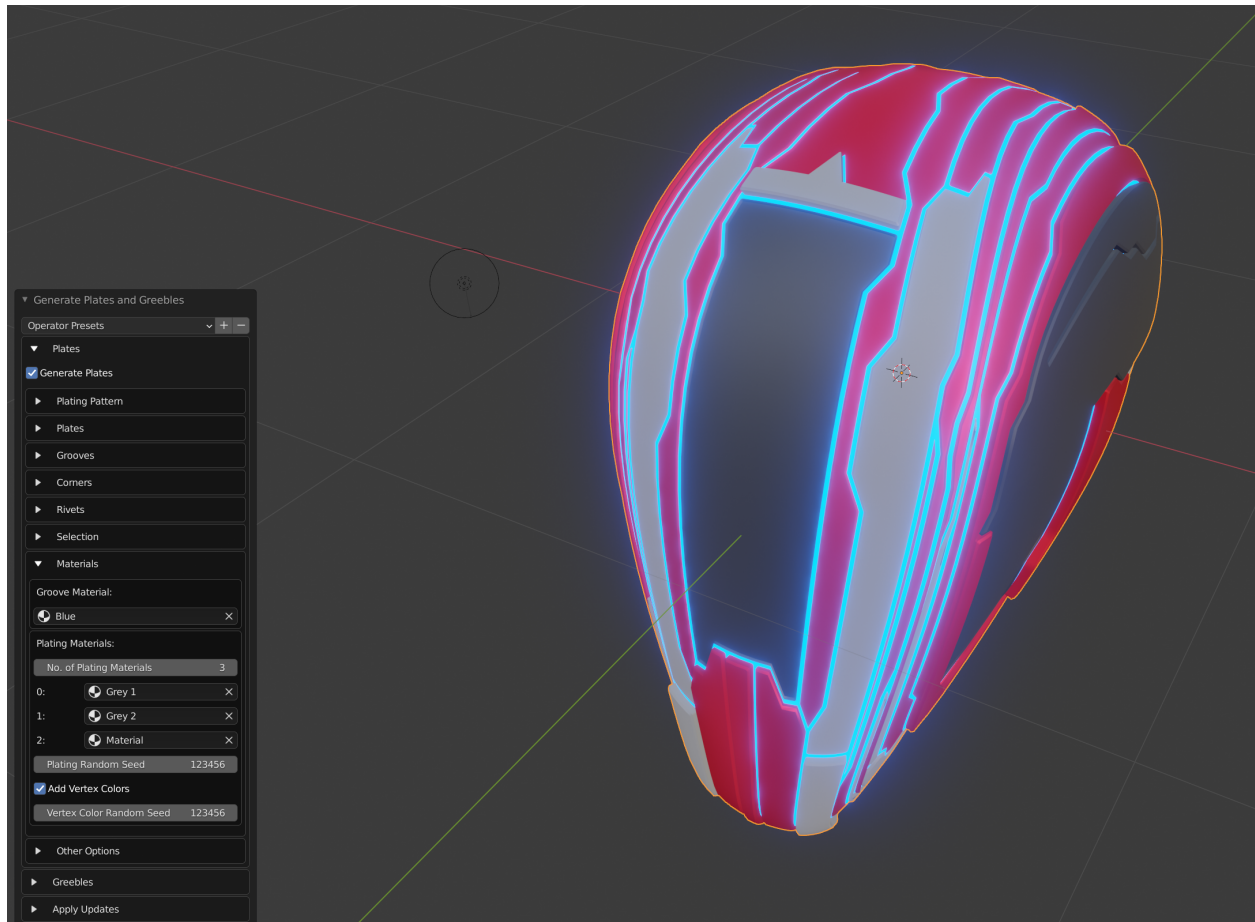 Generate Plates and Greebles
Operator Presets
Plates
Generate Plates
Plating Pattern
Plates
Grooves
Corners
Rivets
Selection
Materials
Groove Material:
Blue
Plating Materials:
No. of Plating Materials 3
0: Grey 1
1: Grey 2
2: Material
Plating Random Seed 123456
Add Vertex Colors
Vertex Color Random Seed 123456
Other Options
Greebles
Apply Updates